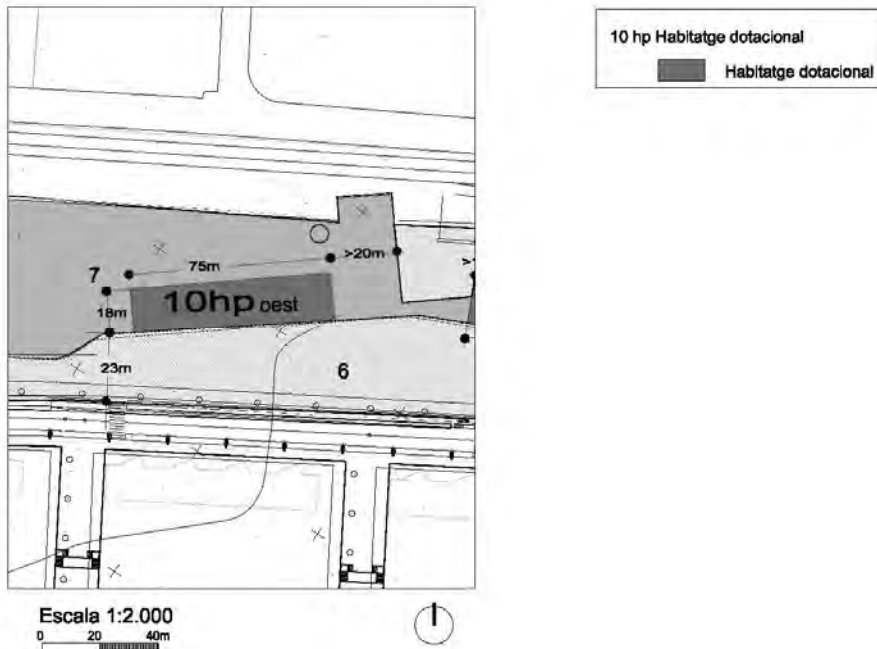 10 hp Habitatge dotacional
Habitatge dotacional
>20m
75m
7
10hp oest
18m
23m
6
Escala 1:2.000
0 20 40m